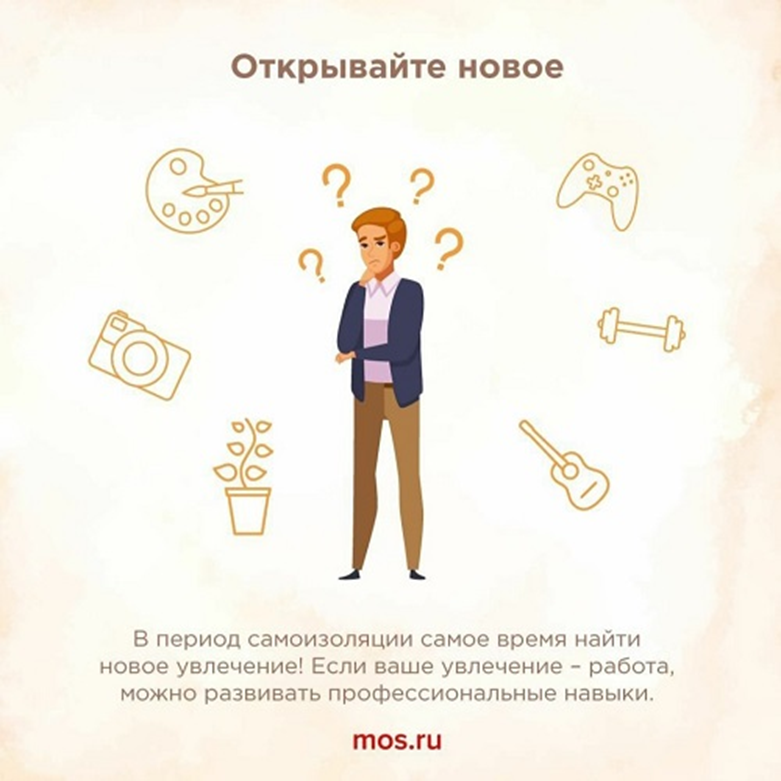 Открывайте новое
В период самоизоляции самое время найти
новое увлечение! Если ваше увлечение – работа,
можно развивать профессиональные навыки.
mos.ru